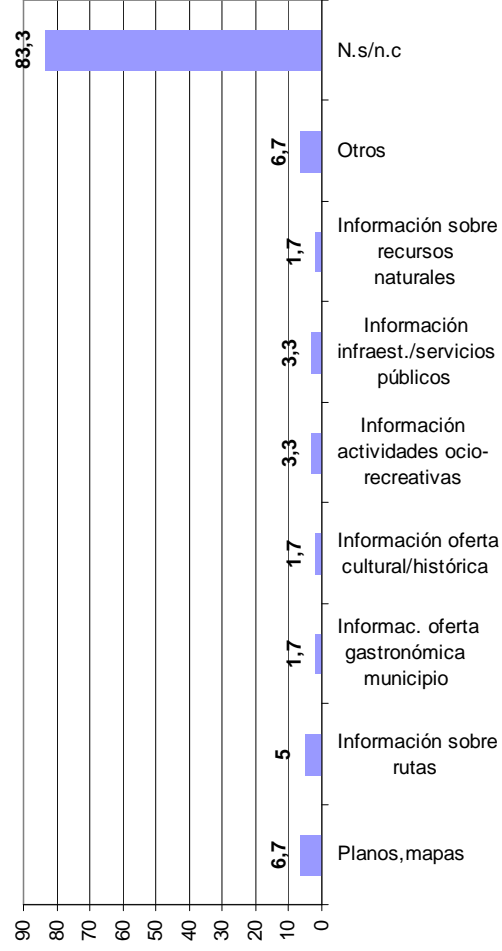 83,3
N.s/n.c
6,7
Otros
1,7
Información sobre
recursos
naturales
3,3
Información
infraest./servicios
públicos
3,3
Información
actividades ocio-
recreativas
1,7
Información oferta
cultural/histórica
1,7
Informac. oferta
gastronómica
municipio
5
Información sobre
rutas
6,7
Planos,mapas
90
80
70
60
50
40
30
20
10
0